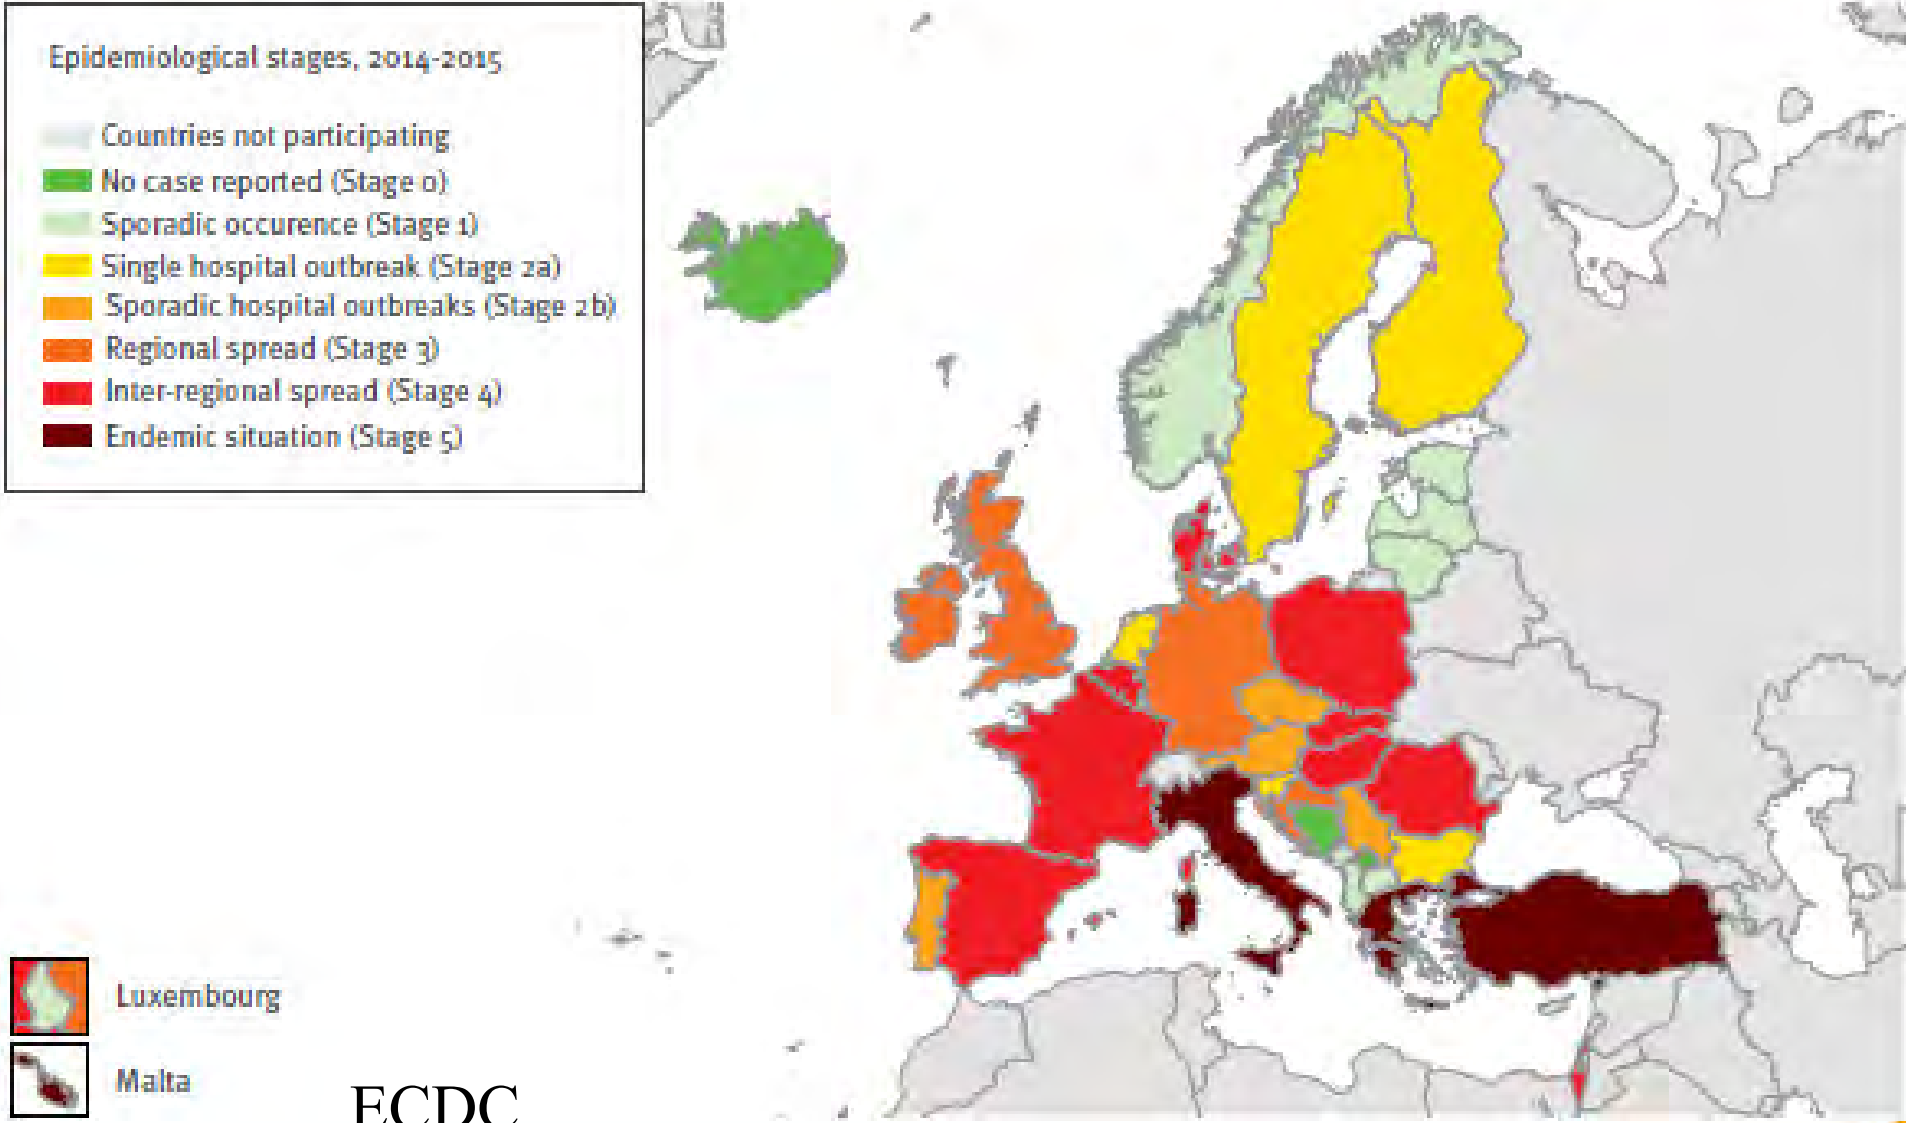 Epidemiological stages, 2014-2015
Countries not participating
No case reported (Stage 0)
Sporadic occurence (Stage 1)
Single hospital outbreak (Stage 2a)
Sporadic hospital outbreaks (Stage 2b)
Regional spread (Stage 3)
Inter-regional spread (Stage 4)
Endemic situation (Stage 5)
Luxembourg
Malta
ECDC